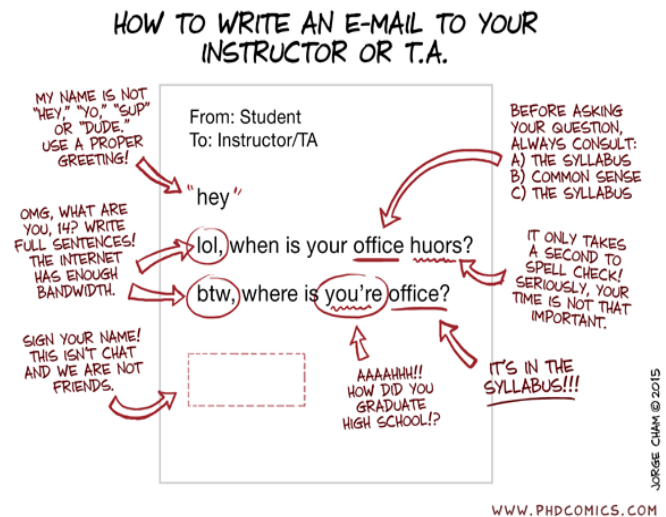 HOW TO WRITE AN E-MAIL TO YOUR
INSTRUCTOR OR T.A.
MY NAME IS NOT
"HEY," "YO," "SUP"
OR "DUDE."
USE A PROPER
GREETING!
From: Student
To: Instructor/TA
BEFORE ASKING
YOUR QUESTION,
ALWAYS CONSULT:
A) THE SYLLABUS
B) COMMON SENSE
C) THE SYLLABUS
"hey"
OMG, WHAT ARE
YOU, 14? WRITE
FULL SENTENCES!
THE INTERNET
HAS ENOUGH
BANDWIDTH.
lol, when is your office huors?
btw, where is you're office?
IT ONLY TAKES
A SECOND TO
SPELL CHECK!
SERIOUSLY, YOUR
TIME IS NOT THAT
IMPORTANT.
SIGN YOUR NAME!
THIS ISN'T CHAT
AND WE ARE NOT
FRIENDS.
AAAAHHH!!
HOW DID YOU
GRADUATE
HIGH SCHOOL!?
IT'S IN THE
SYLLABUS!!!
JORGE CHAM © 2015
WWW.PHDCOMICS.COM